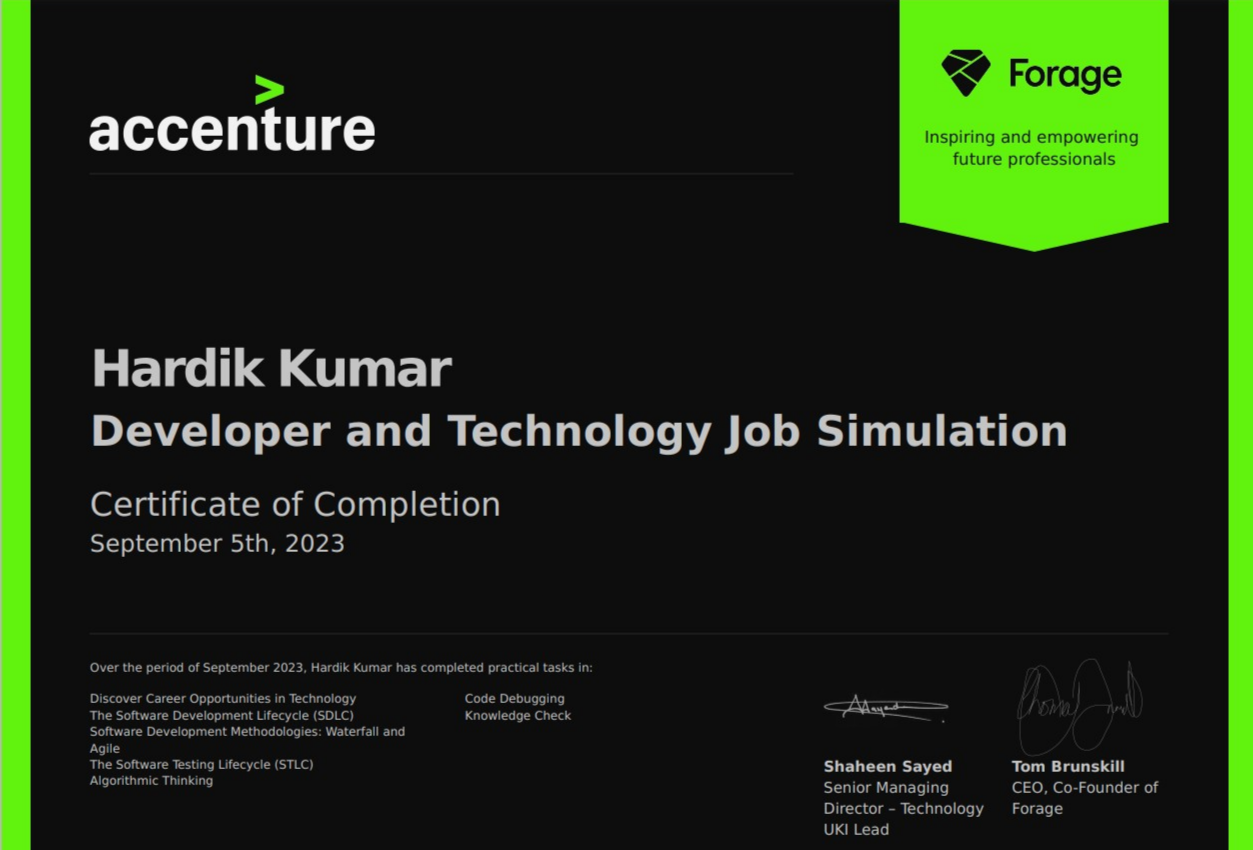 accenture
Forage
Inspiring and empowering
future professionals
Hardik Kumar
Developer and Technology Job Simulation
Certificate of Completion
September 5th, 2023
Over the period of September 2023, Hardik Kumar has completed practical tasks in:
Discover Career Opportunities in Technology
The Software Development Lifecycle (SDLC)
Software Development Methodologies: Waterfall and
Agile
The Software Testing Lifecycle (STLC)
Algorithmic Thinking
Code Debugging
Knowledge Check
Shaheen Sayed
Senior Managing
Director – Technology
UKI Lead
Tom Brunskill
CEO, Co-Founder of
Forage